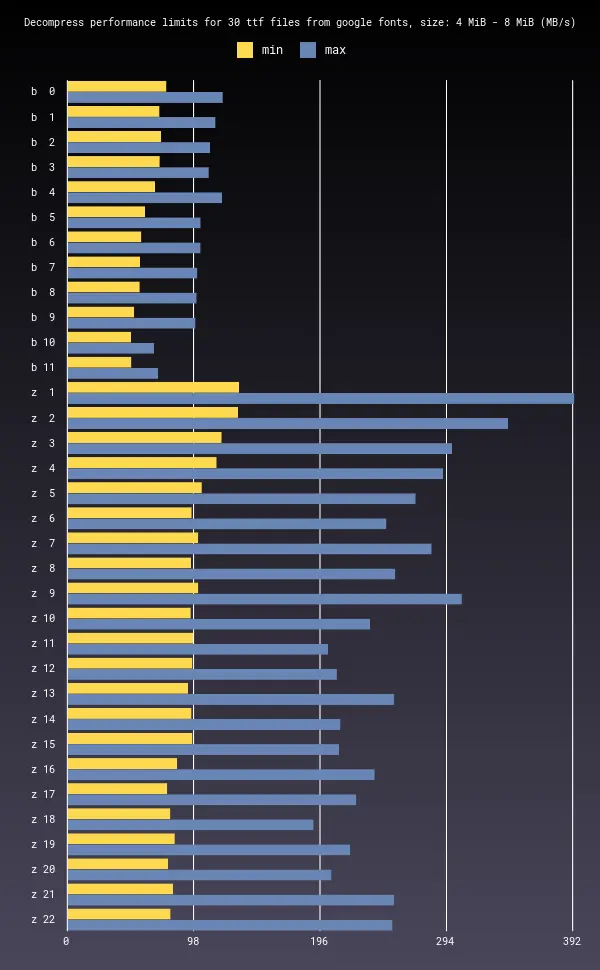 Decompress performance limits for 30 ttf files from google fonts, size: 4 MiB - 8 MiB (MB/s)
min max
b 0
b 1
b 2
b 3
b 4
b 5
b 6
b 7
b 8
b 9
b 10
b 11
z 1
z 2
z 3
z 4
z 5
z 6
z 7
z 8
z 9
z 10
z 11
z 12
z 13
z 14
z 15
z 16
z 17
z 18
z 19
z 20
z 21
z 22
0 98 196 294 392